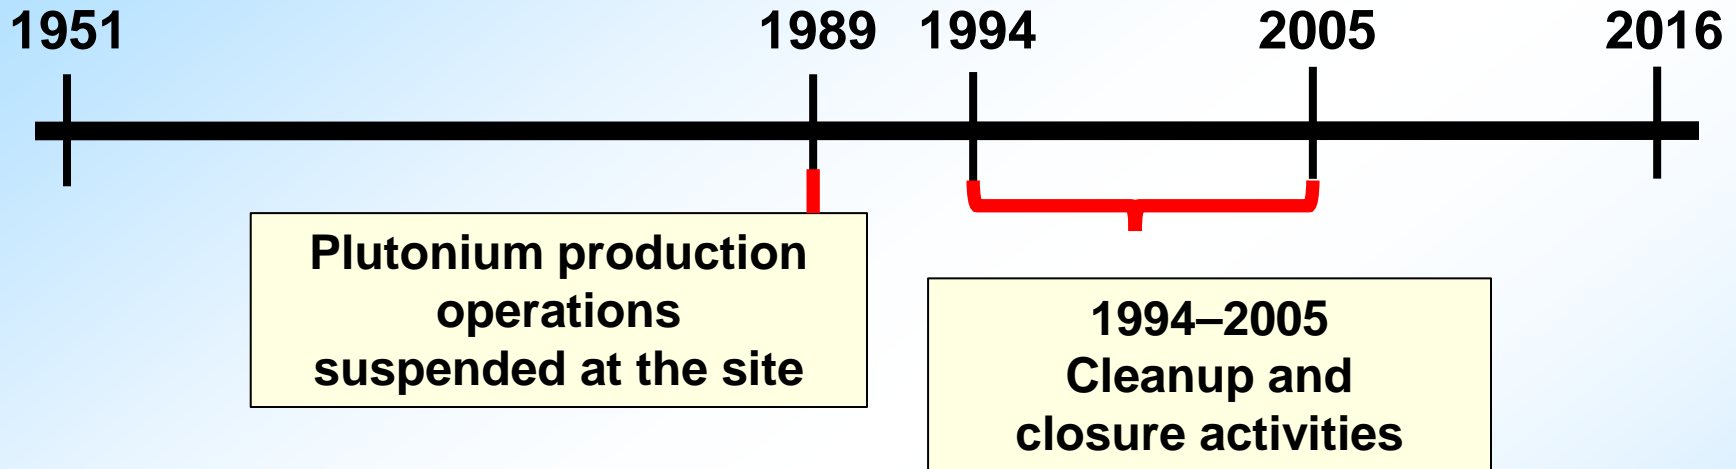 1951 1989 1994 2005 2016
Plutonium production
operations
suspended at the site
1994–2005
Cleanup and
closure activities